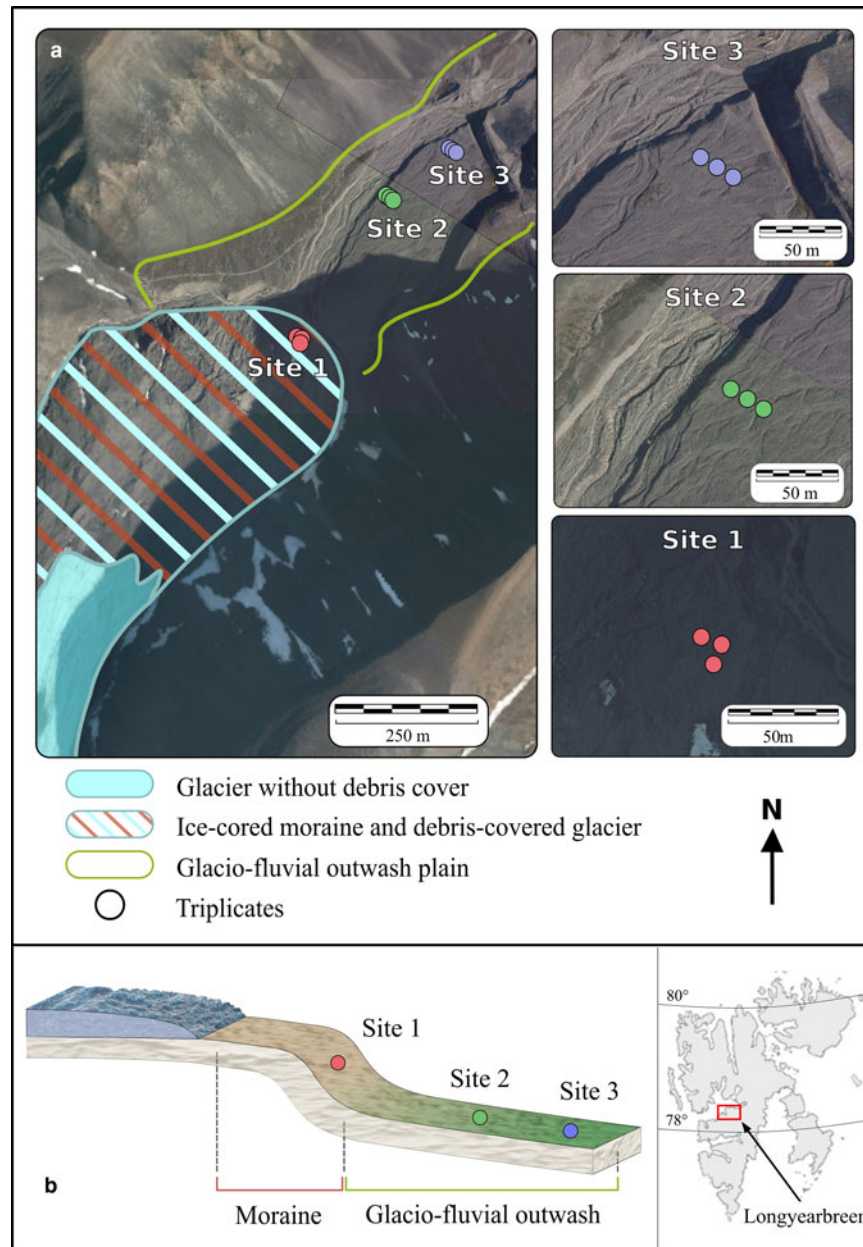 a
Site 3
Site 2
Site 1
250 m
Site 3
50 m
Site 2
50 m
Site 1
50m
Glacier without debris cover
Ice-cored moraine and debris-covered glacier
Glacio-fluvial outwash plain
Triplicates
N
b
Site 1
Site 2
Site 3
Moraine
Glacio-fluvial outwash
80°
78°
Longyearbreen